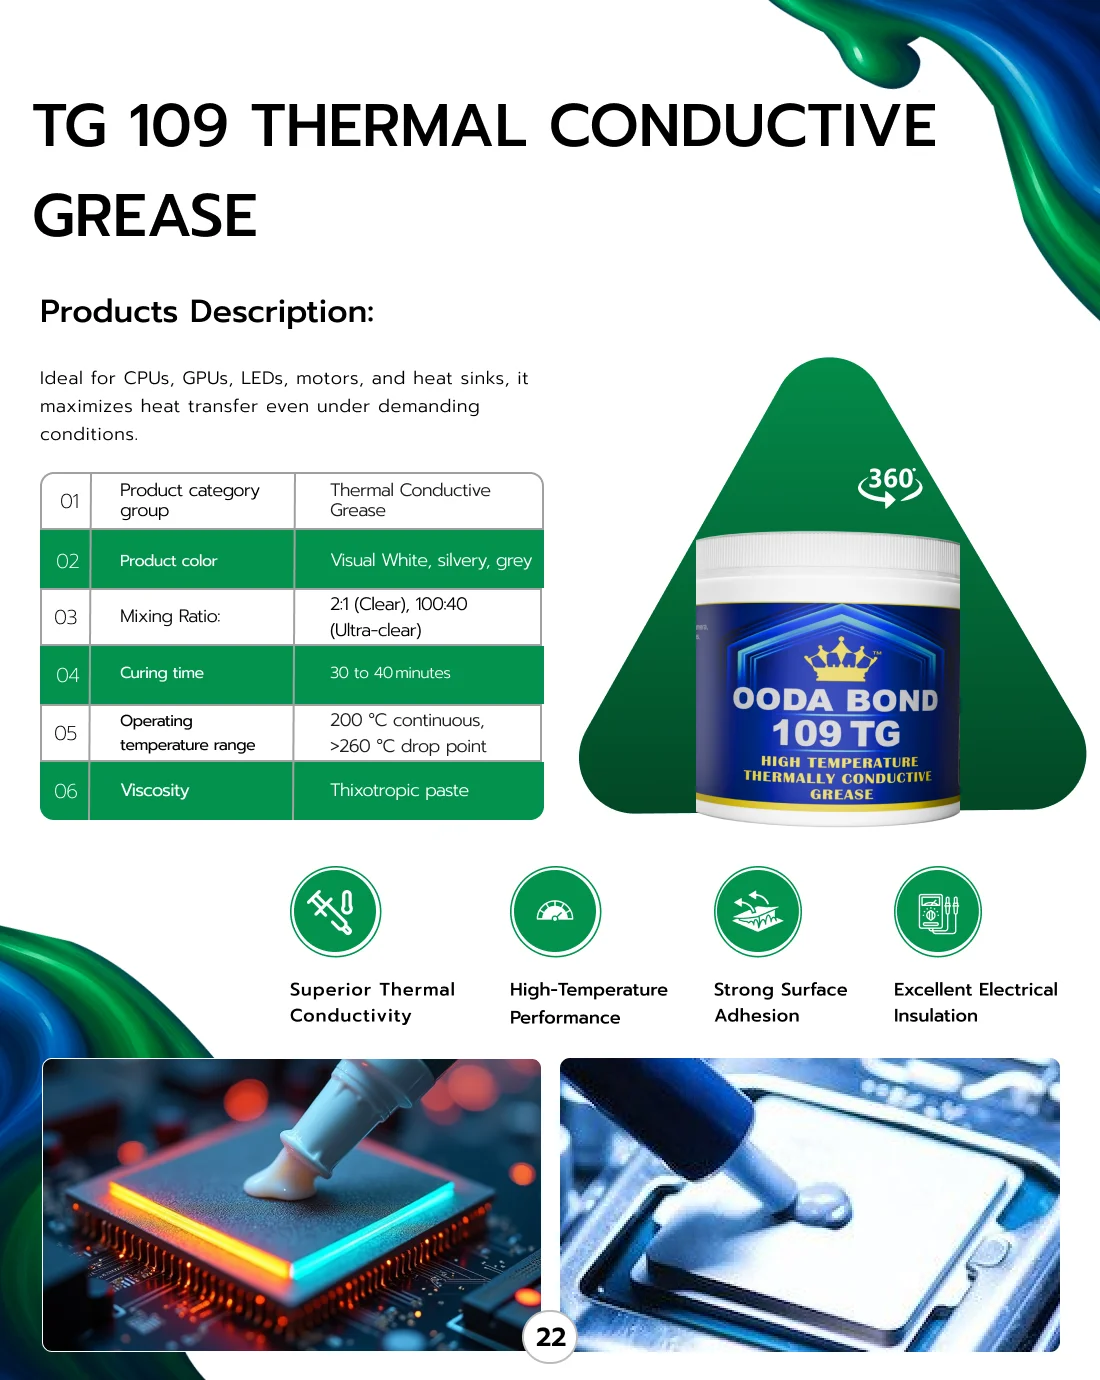 TG 109 THERMAL CONDUCTIVE
GREASE
Products Description:
Ideal for CPUs, GPUs, LEDs, motors, and heat sinks, it
maximizes heat transfer even under demanding
conditions.
01
Product category
group
Thermal Conductive
Grease
02
Product color
Visual White, silvery, grey
03
Mixing Ratio:
2:1 (Clear), 100:40
(Ultra-clear)
04
Curing time
30 to 40 minutes
05
Operating
temperature range
200 °C continuous,
>260 °C drop point
06
Viscosity
Thixotropic paste
360°
TM
OODA BOND
109 TG
HIGH TEMPERATURE
THERMALLY CONDUCTIVE
GREASE
Superior Thermal
Conductivity
High-Temperature
Performance
Strong Surface
Adhesion
Excellent Electrical
Insulation
22